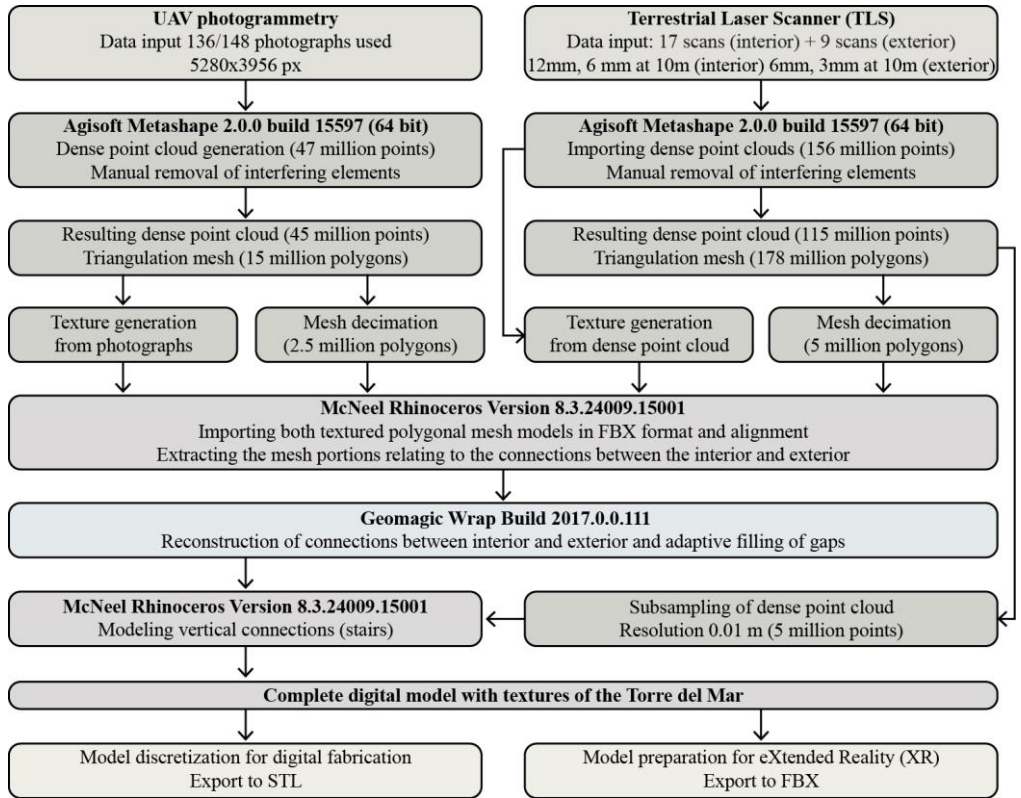 UAV photogrammetry
Data input 136/148 photographs used
5280x3956 px
Terrestrial Laser Scanner (TLS)
Data input: 17 scans (interior) + 9 scans (exterior)
12mm, 6 mm at 10m (interior) 6mm, 3mm at 10m (exterior)
Agisoft Metashape 2.0.0 build 15597 (64 bit)
Dense point cloud generation (47 million points)
Manual removal of interfering elements
Agisoft Metashape 2.0.0 build 15597 (64 bit)
Importing dense point clouds (156 million points)
Manual removal of interfering elements
Resulting dense point cloud (45 million points)
Triangulation mesh (15 million polygons)
Resulting dense point cloud (115 million points)
Triangulation mesh (178 million polygons)
Texture generation
from photographs
Mesh decimation
(2.5 million polygons)
Texture generation
from dense point cloud
Mesh decimation
(5 million polygons)
McNeel Rhinoceros Version 8.3.24009.15001
Importing both textured polygonal mesh models in FBX format and alignment
Extracting the mesh portions relating to the connections between the interior and exterior
Geomagic Wrap Build 2017.0.0.111
Reconstruction of connections between interior and exterior and adaptive filling of gaps
McNeel Rhinoceros Version 8.3.24009.15001
Modeling vertical connections (stairs)
Subsampling of dense point cloud
Resolution 0.01 m (5 million points)
Complete digital model with textures of the Torre del Mar
Model discretization for digital fabrication
Export to STL
Model preparation for eXtended Reality (XR)
Export to FBX